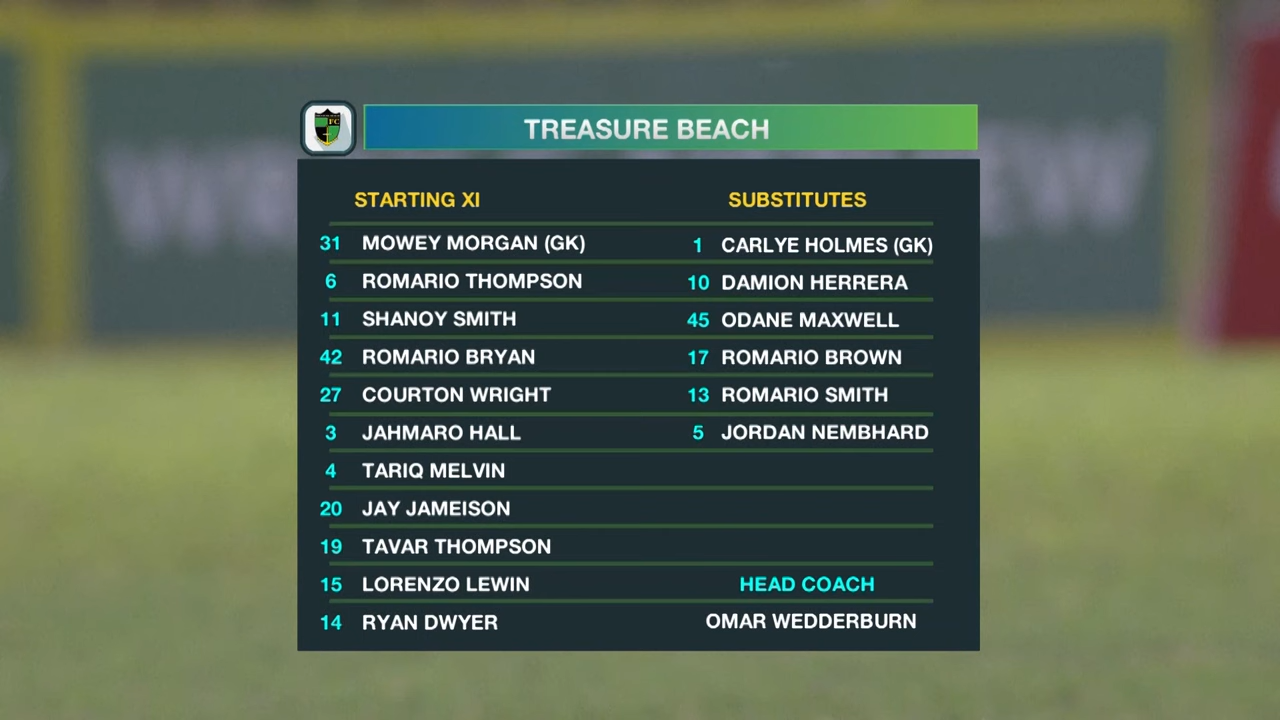 TREASURE BEACH
STARTING XI
31 MOWEY MORGAN (GK)
6 ROMARIO THOMPSON
11 SHANOY SMITH
42 ROMARIO BRYAN
27 COURTON WRIGHT
3 JAHMARO HALL
4 TARIQ MELVIN
20 JAY JAMEISON
19 TAVAR THOMPSON
15 LORENZO LEWIN
14 RYAN DWYER
SUBSTITUTES
1 CARLYE HOLMES (GK)
10 DAMION HERRERA
45 ODANE MAXWELL
17 ROMARIO BROWN
13 ROMARIO SMITH
5 JORDAN NEMBHARD
HEAD COACH
OMAR WEDDERBURN
FC